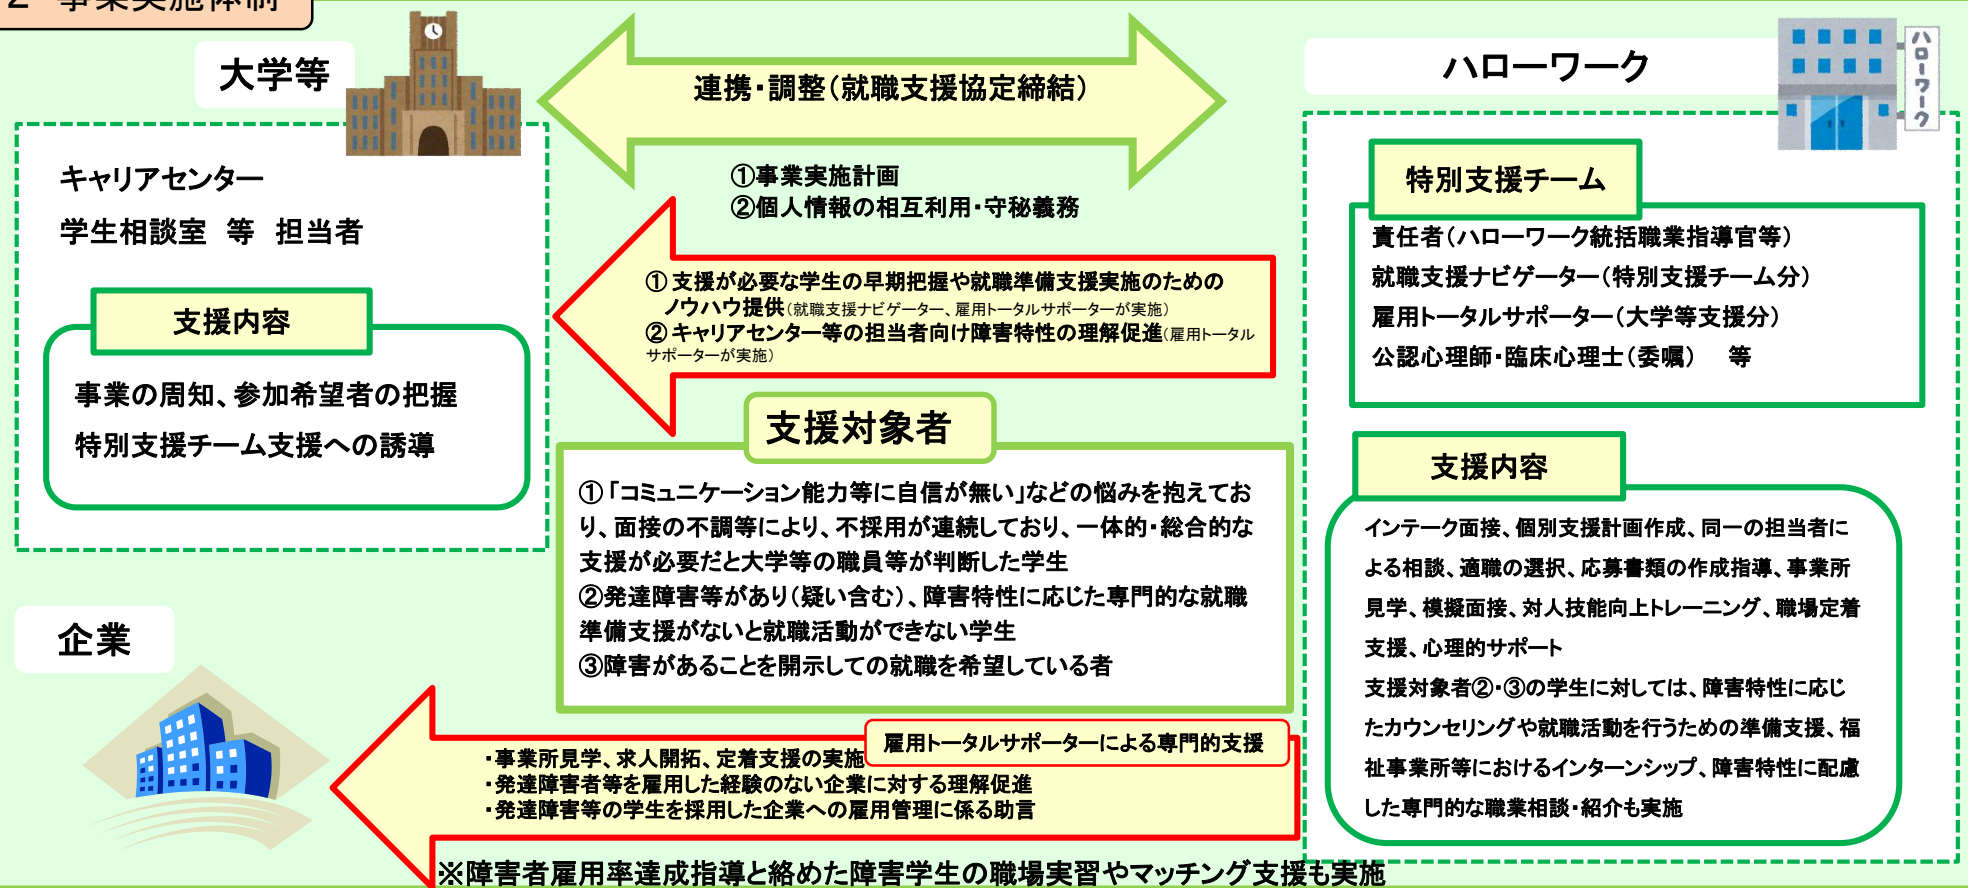 2 事業実施体制
大学等
キャリアセンター
学生相談室　等　担当者
支援内容
事業の周知、参加希望者の把握
特別支援チーム支援への誘導
連携・調整（就職支援協定締結）
①事業実施計画
②個人情報の相互利用・守秘義務
① 支援が必要な学生の早期把握や就職準備支援実施のための
ノウハウ提供（就職支援ナビゲーター、雇用トータルサポーターが実施）
② キャリアセンター等の担当者向け障害特性の理解促進（雇用トータル
サポーターが実施）
ハローワーク
ハローワーク
特別支援チーム
責任者（ハローワーク統括職業指導官等）
就職支援ナビゲーター（特別支援チーム分）
雇用トータルサポーター（大学等支援分）
公認心理師・臨床心理士（委嘱）　等
支援内容
インテーク面接、個別支援計画作成、同一の担当者に
よる相談、適職の選択、応募書類の作成指導、事業所
見学、模擬面接、対人技能向上トレーニング、職場定着
支援、心理的サポート
支援対象者②・③の学生に対しては、障害特性に応じ
たカウンセリングや就職活動を行うための準備支援、福
祉事業所等におけるインターンシップ、障害特性に配慮
した専門的な職業相談・紹介も実施
支援対象者
①「コミュニケーション能力等に自信が無い」などの悩みを抱えてお
り、面接の不調等により、不採用が連続しており、一体的・総合的な
支援が必要だと大学等の職員等が判断した学生
②発達障害等があり（疑い含む）、障害特性に応じた専門的な就職
準備支援がないと就職活動ができない学生
③障害があることを開示しての就職を希望している者
企業
雇用トータルサポーターによる専門的支援
・事業所見学、求人開拓、定着支援の実施
・発達障害者等を雇用した経験のない企業に対する理解促進
・発達障害等の学生を採用した企業への雇用管理に係る助言
※障害者雇用率達成指導と絡めた障害学生の職場実習やマッチング支援も実施